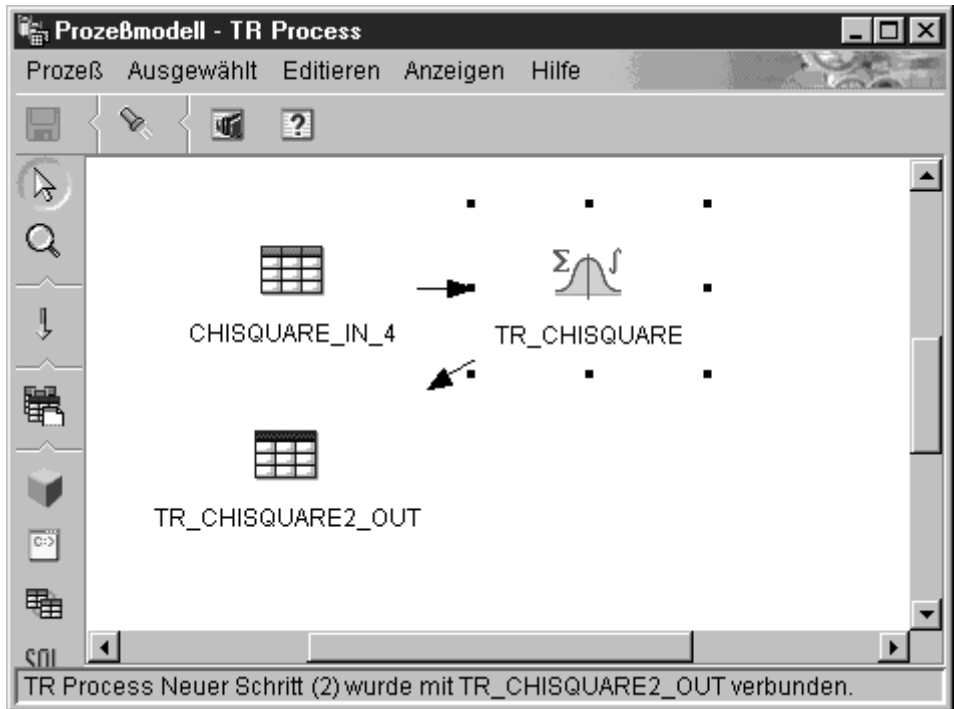 Prozeßmodell - TR Process
Prozeß Ausgewählt Editieren Anzeigen Hilfe
?
CHISQUARE_IN_4
Σ ∫
TR_CHISQUARE
TR_CHISQUARE2_OUT
C:>
SQL
TR Process Neuer Schritt (2) wurde mit TR_CHISQUARE2_OUT verbunden.